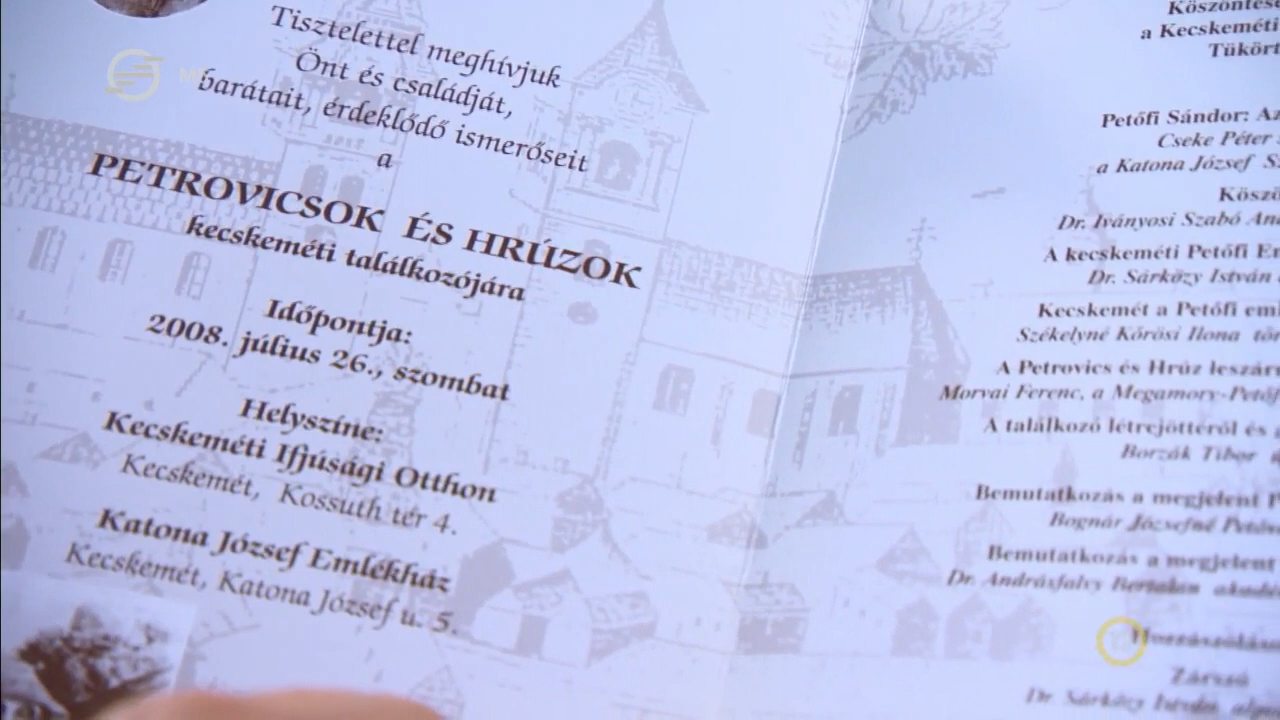 Tisztelettel meghívjuk
Önt és családját,
barátait, érdeklődő ismerőseit
a
PETROVICSOK ÉS HRÚZOK
kecskeméti találkozójára
Időpontja:
2008. július 26., szombat
Helyszíne:
Kecskeméti Ifjúsági Otthon
Kecskemét, Kossuth tér 4.
Katona József Emlékház
Kecskemét, Katona József u. 5.
a Kecskeméti
Petőfi Sándor:
Cseke Péter
a Katona József
Dr. Iványosi Szabó
A kecskeméti Petőfi
Dr. Sárközy István
Kecskemét a Petőfi
Székelyné Kőrösi Ilona
A Petrovics és Hrúz
Morvai Ferenc, a
A találkozó létrejöttéről és
Borzák Tibor
Bemutatkozás a megjelent
Bognár Józsefné
Bemutatkozás a megjelent
Dr. Andrásfalvy Bertalan
Zárszó
Dr. Sárközy István,